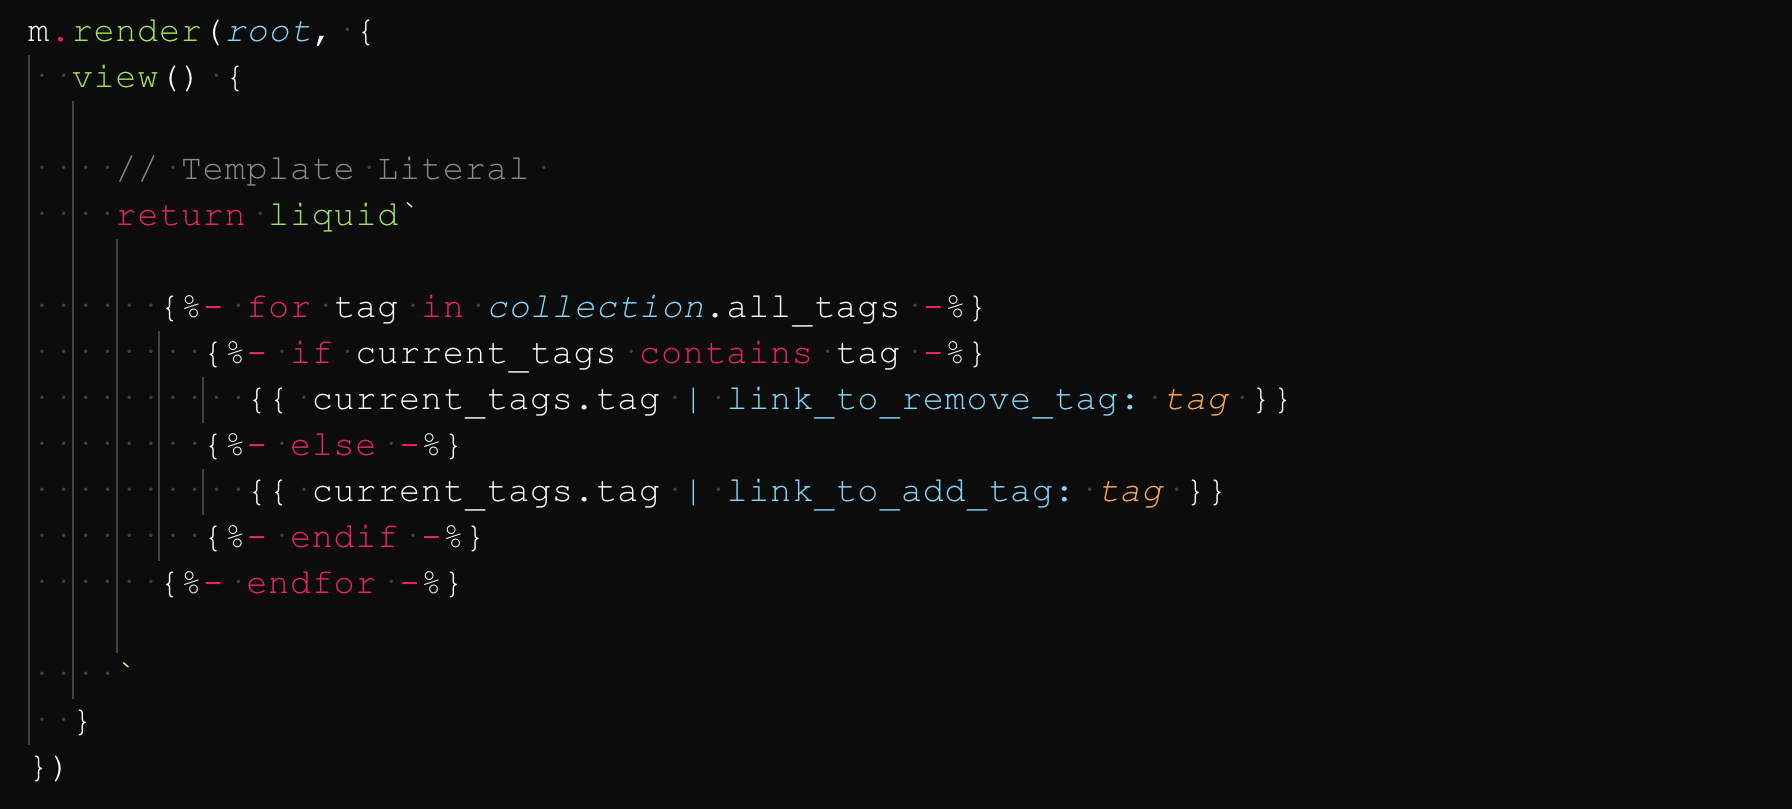 m.render(root, {
  view() {

    // Template Literal
    return liquid`

      {%- for tag in collection.all_tags -%}
        {%- if current_tags contains tag -%}
          {{ current_tags.tag | link_to_remove_tag: tag }}
        {%- else -%}
          {{ current_tags.tag | link_to_add_tag: tag }}
        {%- endif -%}
      {%- endfor -%}

    `
  }
})